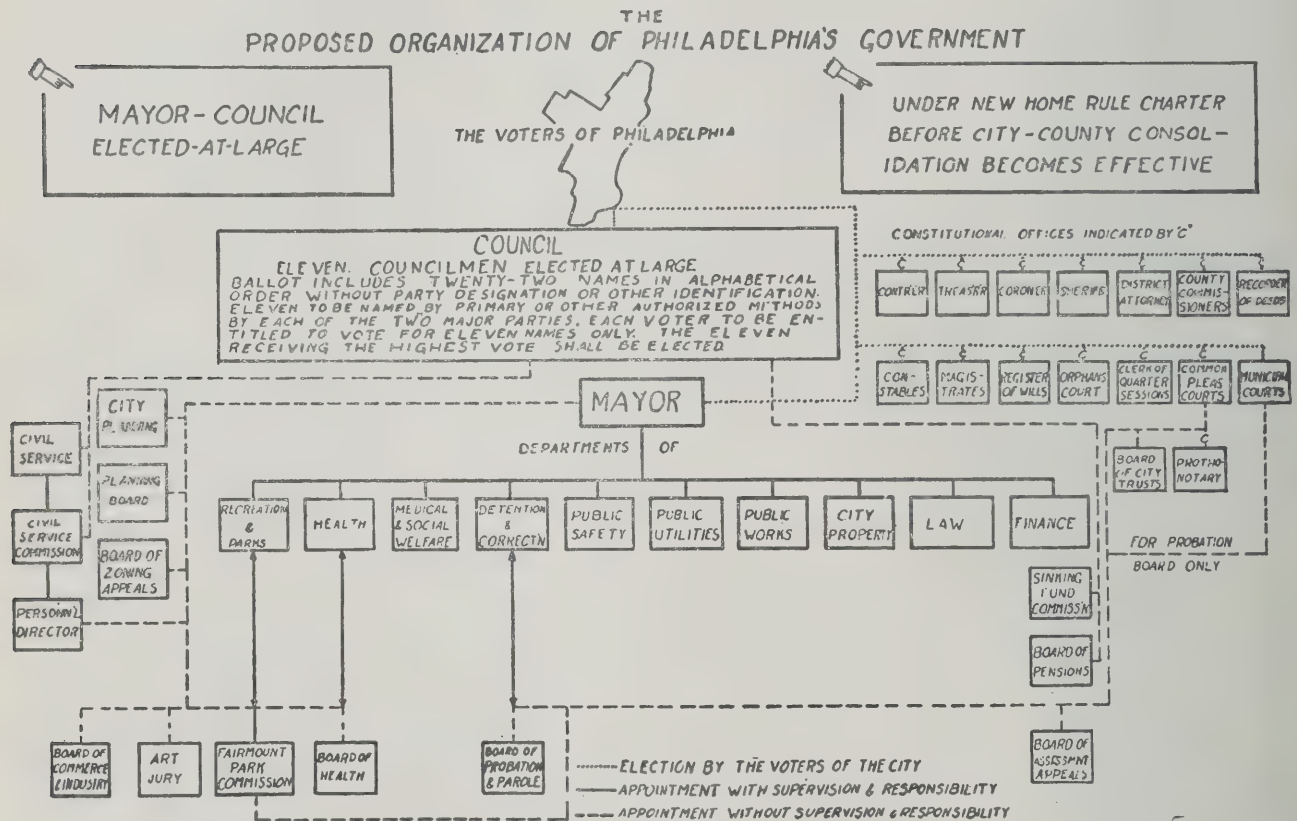 THE
PROPOSED ORGANIZATION OF PHILADELPHIA'S GOVERNMENT
MAYOR-COUNCIL
ELECTED-AT-LARGE
THE VOTERS OF PHILADELPHIA
UNDER NEW HOME RULE CHARTER
BEFORE CITY-COUNTY CONSOL-
IDATION BECOMES EFFECTIVE
COUNCIL
ELEVEN. COUNCILMEN ELECTED AT LARGE
BALLOT INCLUDES TWENTY-TWO NAMES IN ALPHABETICAL
ORDER WITHOUT PARTY DESIGNATION OR OTHER IDENTIFICATION.
ELEVEN TO BE NAMED BY PRIMARY OR OTHER AUTHORIZED METHODS
BY EACH OF THE TWO MAJOR PARTIES. EACH VOTER TO BE EN-
TITLED TO VOTE FOR ELEVEN NAMES ONLY. THE ELEVEN
RECEIVING THE HIGHEST VOTE SHALL BE ELECTED
CONSTITUTIONAL OFFICES INDICATED BY "C"
C C C C C C C
CORONER
SHERIFF
DISTRICT
ATTORNEY
COUNTY
COMMIS-
SIONERS
RECORDER
OF DEEDS
C C C C C C
CON-
STABLES
MAGIS-
TRATES
REGISTER
OF WILLS
ORPHANS
COURT
CLERK OF
QUARTER
SESSIONS
COMMON
PLEAS
COURTS
MUNICIPAL
COURTS
BOARD
OF CITY
TRUSTS
C
PROTHO-
NOTARY
FOR PROBATION
BOARD ONLY
MAYOR
DEPARTMENTS OF
CIVIL
SERVICE
CIVIL
SERVICE
COMMISSION
PERSONN'L
DIRECTOR
CITY
PLANNING
PLANNING
BOARD
BOARD OF
ZONING
APPEALS
RECREATION
&
PARKS
HEALTH
MEDICAL
& SOCIAL
WELFARE
DETENTION
&
CORRECT'N
PUBLIC
SAFETY
PUBLIC
UTILITIES
PUBLIC
WORKS
CITY
PROPERTY
LAW
FINANCE
SINKING
FUND
COMMISS'N
BOARD OF
PENSIONS
BOARD OF
COMMERCE
& INDUSTRY
ART
JURY
FAIRMOUNT
PARK
COMMISSION
BOARD OF
HEALTH
BOARD OF
PROBATION
& PAROLE
BOARD OF
ASSESSMNT
APPEALS
ELECTION BY THE VOTERS OF THE CITY
APPOINTMENT WITH SUPERVISION & RESPONSIBILITY
APPOINTMENT WITHOUT SUPERVISION & RESPONSIBILITY